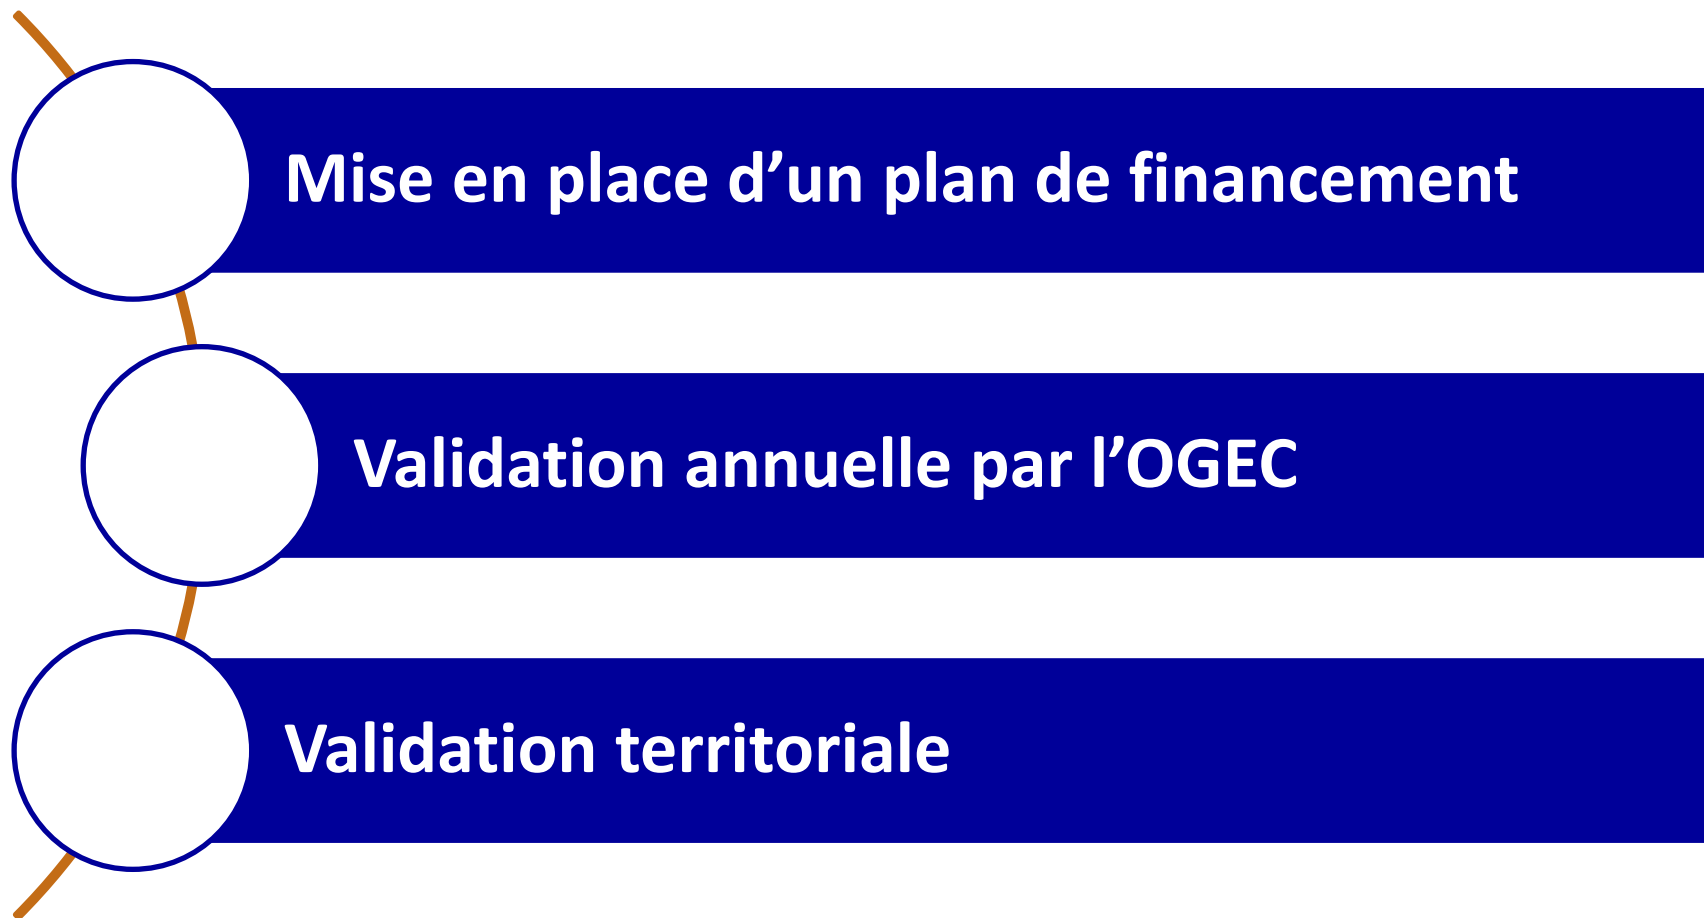 Mise en place d’un plan de financement
Validation annuelle par l’OGEC
Validation territoriale